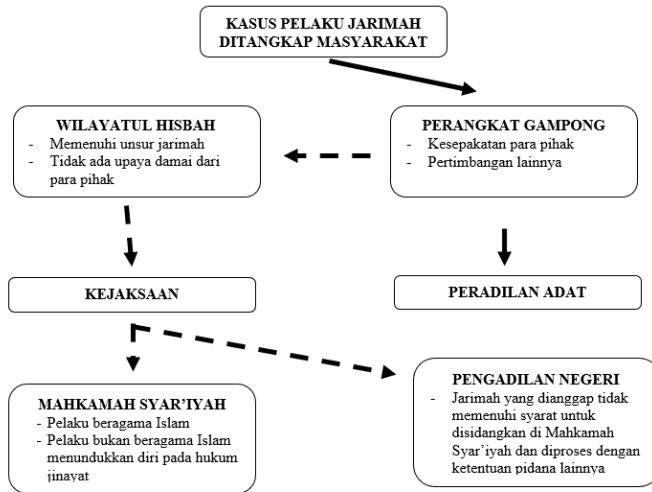 KASUS PELAKU JARIMAH
DITANGKAP MASYARAKAT
WILAYATUL HISBAH
- Memenuhi unsur jarimah
- Tidak ada upaya damai dari
para pihak
PERANGKAT GAMPONG
- Kesepakatan para pihak
- Pertimbangan lainnya
KEJAKSAAN
PERADILAN ADAT
MAHKAMAH SYAR’IYAH
- Pelaku beragama Islam
- Pelaku bukan beragama Islam
menundukkan diri pada hukum
jinayat
PENGADILAN NEGERI
- Jarimah yang dianggap tidak
memenuhi syarat untuk
disidangkan di Mahkamah
Syar’iyah dan diproses dengan
ketentuan pidana lainnya